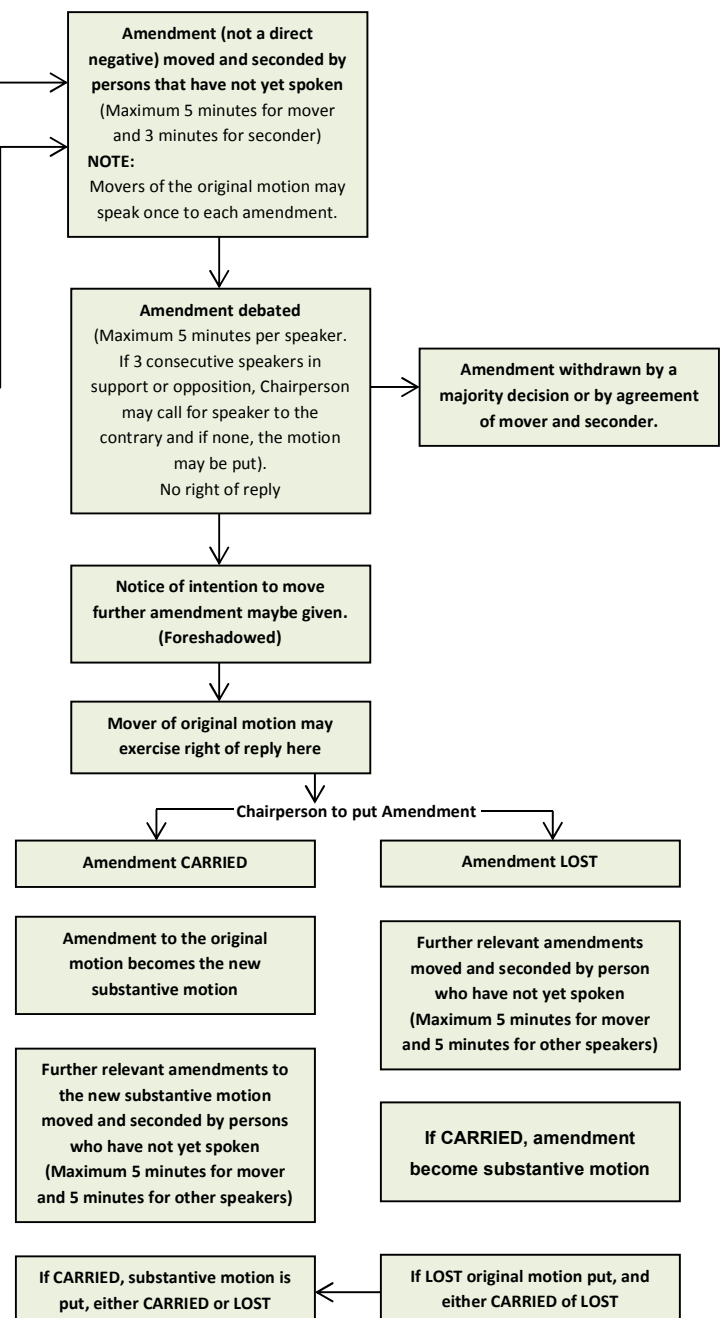 Amendment (not a direct
negative) moved and seconded by
persons that have not yet spoken
(Maximum 5 minutes for mover
and 3 minutes for seconder)
NOTE:
Movers of the original motion may
speak once to each amendment.
Amendment debated
(Maximum 5 minutes per speaker.
If 3 consecutive speakers in
support or opposition, Chairperson
may call for speaker to the
contrary and if none, the motion
may be put).
No right of reply
Amendment withdrawn by a
majority decision or by agreement
of mover and seconder.
Notice of intention to move
further amendment maybe given.
(Foreshadowed)
Mover of original motion may
exercise right of reply here
Chairperson to put Amendment
Amendment CARRIED
Amendment to the original
motion becomes the new
substantive motion
Further relevant amendments to
the new substantive motion
moved and seconded by persons
who have not yet spoken
(Maximum 5 minutes for mover
and 5 minutes for other speakers)
If CARRIED, substantive motion is
put, either CARRIED or LOST
Amendment LOST
Further relevant amendments
moved and seconded by person
who have not yet spoken
(Maximum 5 minutes for mover
and 5 minutes for other speakers)
If CARRIED, amendment
become substantive motion
If LOST original motion put, and
either CARRIED of LOST